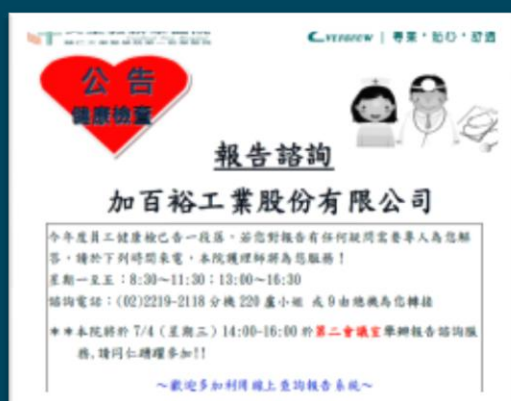 EVERGREW | 專業・貼心・舒適
公告
健康檢查
報告諮詢
加百裕工業股份有限公司
今年度員工健康檢已告一段落，若您對報告有任何疑問需要專人為您解
答，請於下列時間來電，本院護理師將為您服務！
星期一至五：8:30～11:30；13:00～16:30
諮詢電話：(02)2219-2118 分機 220 盧小姐 或 9 由總機為您轉接
＊＊本院將於 7/4 (星期三) 14:00-16:00 於第二會議室舉辦報告諮詢服
務，請同仁踴躍參加!!
～歡迎多加利用線上查詢報告系統～